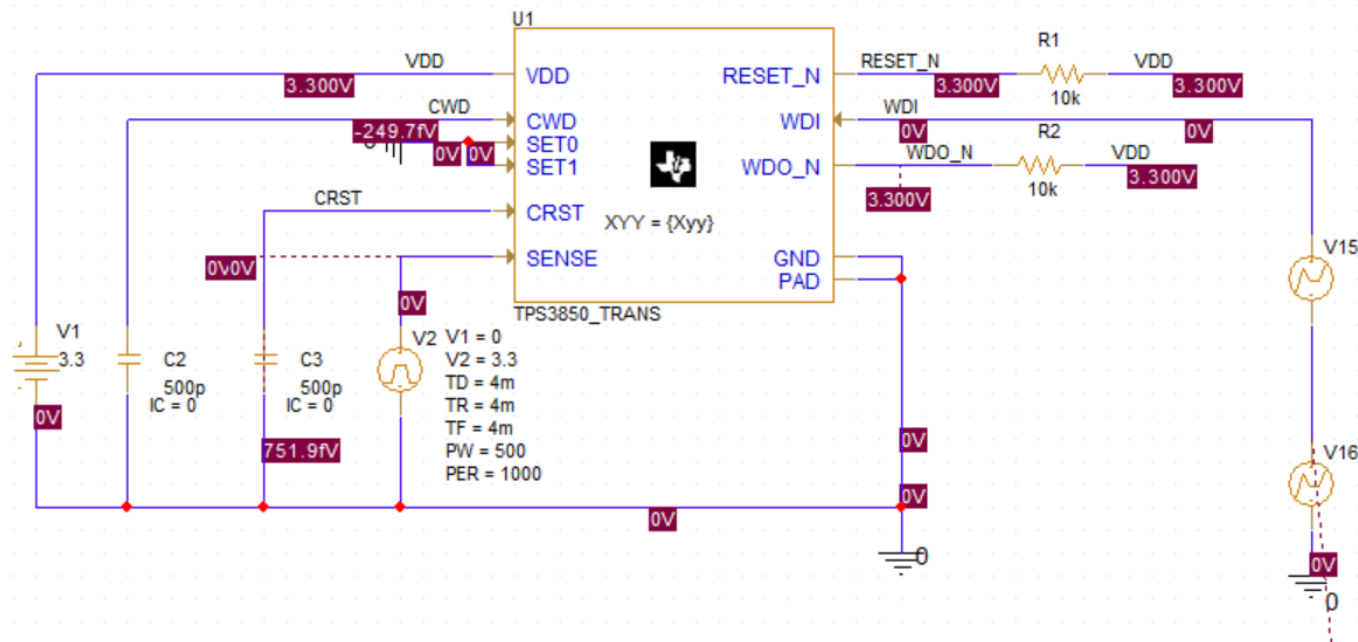 U1
VDD
3.300V
VDD
RESET_N
RESET_N
3.300V
R1
10k
VDD
3.300V
CWD
-249.7fV
CWD
WDI
WDI
0V
0V
0V
0V
SET0
SET1
WDO_N
WDO_N
3.300V
R2
10k
VDD
3.300V
CRST
CRST
XYY = {Xyy}
0V0V
SENSE
GND
PAD
0V
TPS3850_TRANS
V15
V1
3.3
0V
C2
500p
IC = 0
C3
500p
IC = 0
751.9fV
V2
V1 = 0
V2 = 3.3
TD = 4m
TR = 4m
TF = 4m
PW = 500
PER = 1000
0V
0V
0V
0
V16
0V
0